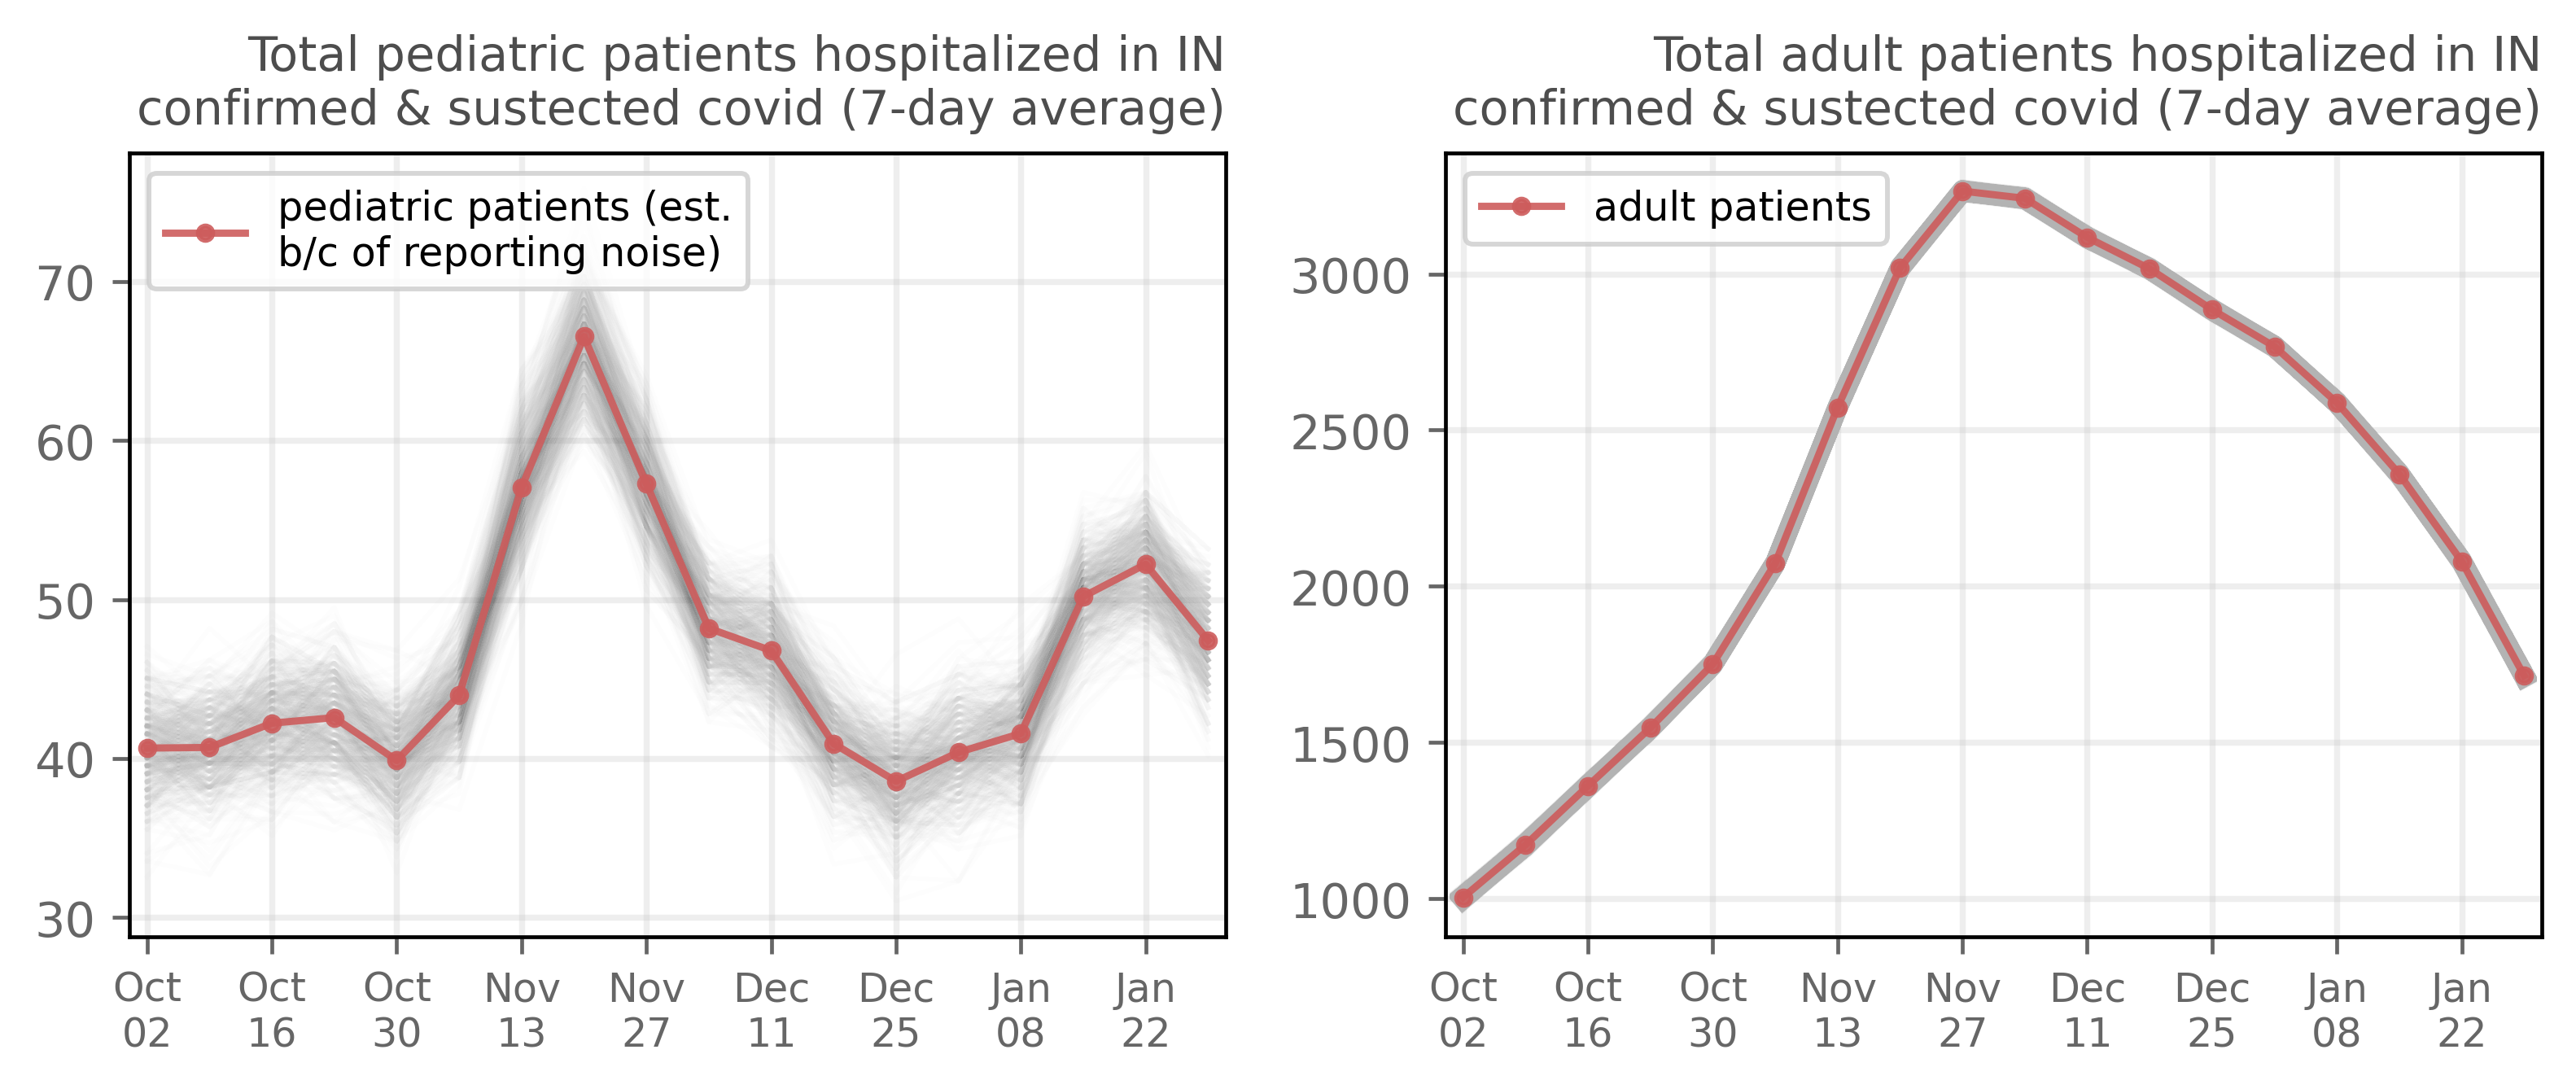 Total pediatric patients hospitalized in IN
confirmed & sustected covid (7-day average)
pediatric patients (est.
b/c of reporting noise)
70
60
50
40
30
Oct Oct Oct Nov Nov Dec Dec Jan Jan
02 16 30 13 27 11 25 08 22
Total adult patients hospitalized in IN
confirmed & sustected covid (7-day average)
adult patients
3000
2500
2000
1500
1000
Oct Oct Oct Nov Nov Dec Dec Jan Jan
02 16 30 13 27 11 25 08 22